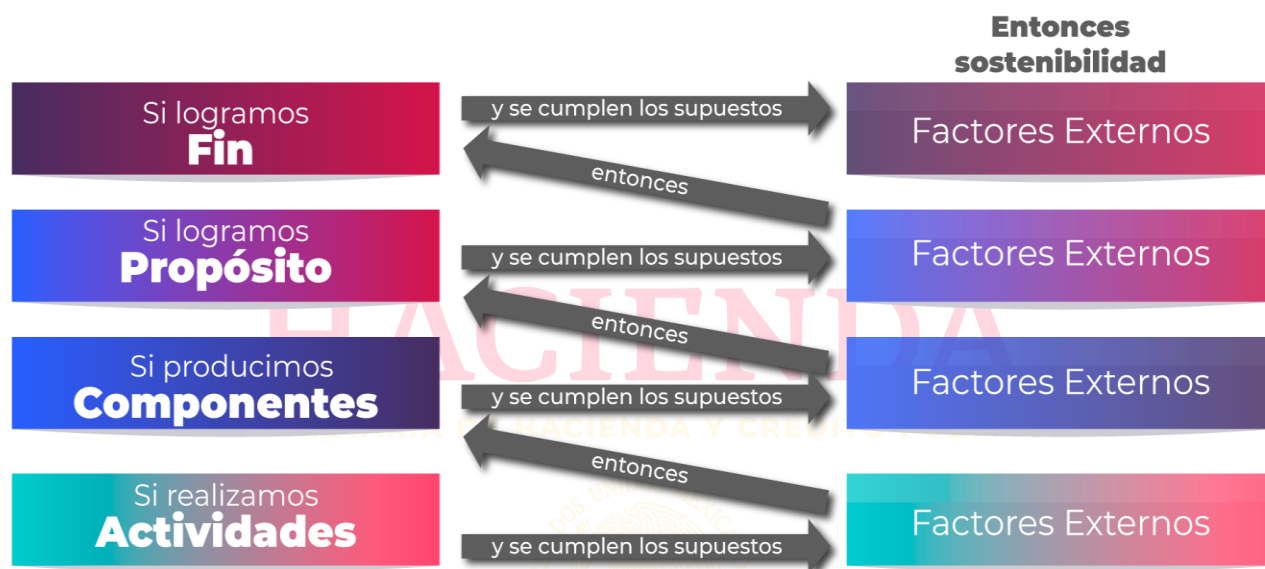 Entonces
sostenibilidad
Si logramos
Fin
y se cumplen los supuestos
Factores Externos
entonces
Si logramos
Propósito
y se cumplen los supuestos
Factores Externos
HACIENDA
entonces
Si producimos
Componentes
y se cumplen los supuestos
Factores Externos
HACIENDA Y CRÉDITO
entonces
Si realizamos
Actividades
y se cumplen los supuestos
Factores Externos